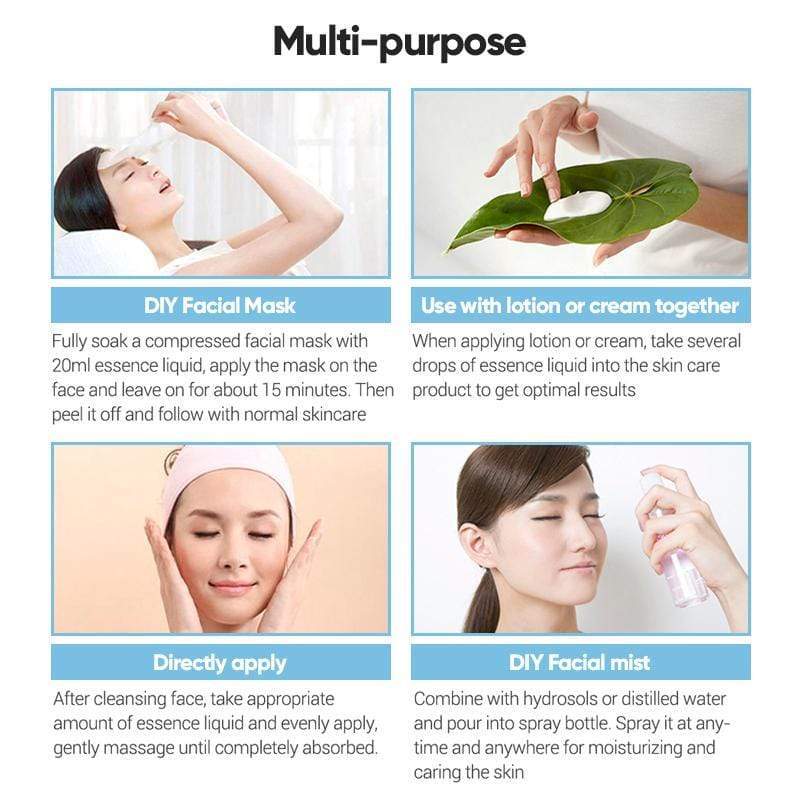 Multi-purpose
DIY Facial Mask
Fully soak a compressed facial mask with
20ml essence liquid, apply the mask on the
face and leave on for about 15 minutes. Then
peel it off and follow with normal skincare
Use with lotion or cream together
When applying lotion or cream, take several
drops of essence liquid into the skin care
product to get optimal results
Directly apply
After cleansing face, take appropriate
amount of essence liquid and evenly apply,
gently massage until completely absorbed.
DIY Facial mist
Combine with hydrosols or distilled water
and pour into spray bottle. Spray it at any-
time and anywhere for moisturizing and
caring the skin